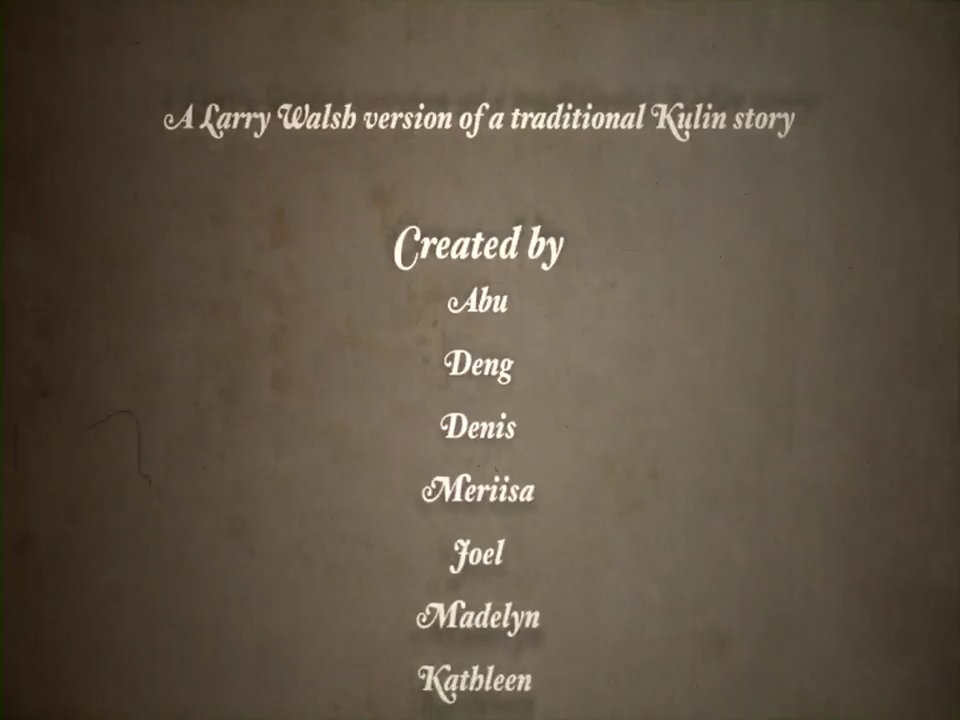 A Larry Walsh version of a traditional Kulin story
Created by
Abu
Deng
Denis
Meriisa
Joel
Madelyn
Kathleen